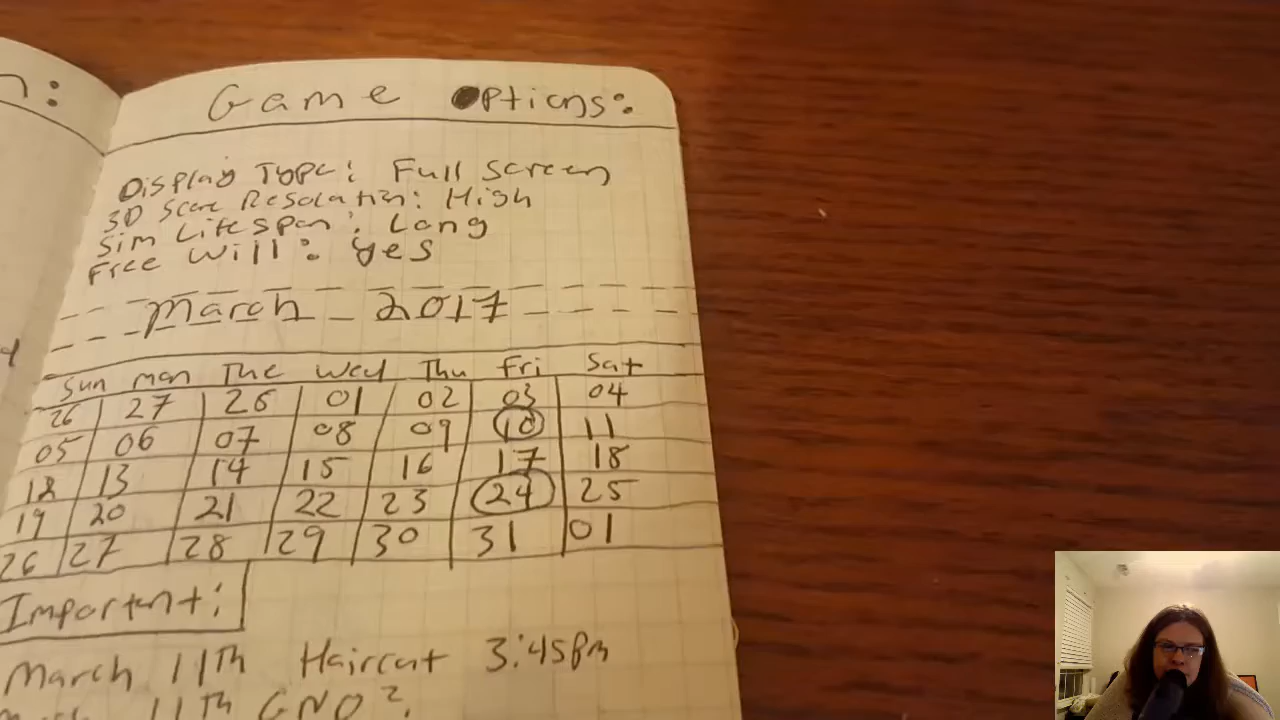 n:
Game Options:
Display Type: Full Screen
3D Scene Resolution: High
Sim Lifespan: Long
Free Will: Yes
March 2017
Sun Mon Tue Wed Thu Fri Sat
26 27 28 01 02 03 04
05 06 07 08 09 10 11
18 13 14 15 16 17 18
19 20 21 22 23 24 25
26 27 28 29 30 31 01
Important:
March 11Th Haircut 3:45Pm
March 11Th GNO?